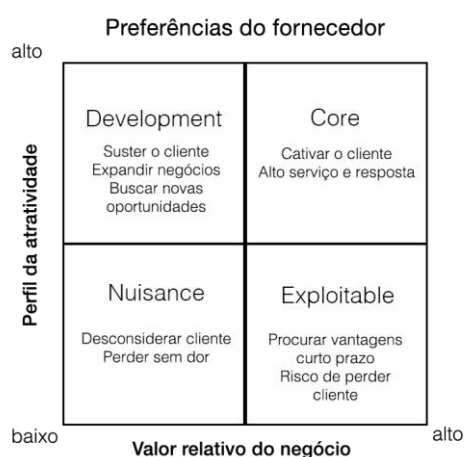 Preferências do fornecedor
alto
Development
Suster o cliente
Expandir negócios
Buscar novas
oportunidades
Core
Cativar o cliente
Alto serviço e resposta
Perfil da atratividade
Nuisance
Desconsiderar cliente
Perder sem dor
Exploitable
Procurar vantagens
curto prazo
Risco de perder
cliente
baixo
alto
Valor relativo do negócio